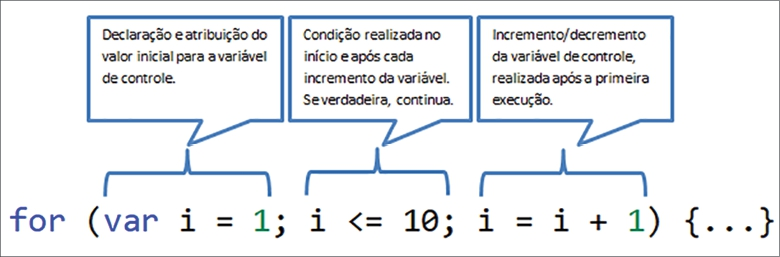 Declaração e atribuição do
valor inicial para a variável
de controle.
Condição realizada no
início e após cada
incremento da variável.
Se verdadeira, continua.
Incremento/decremento
da variável de controle,
realizada após a primeira
execução.
for (var i = 1; i <= 10; i = i + 1) {...}